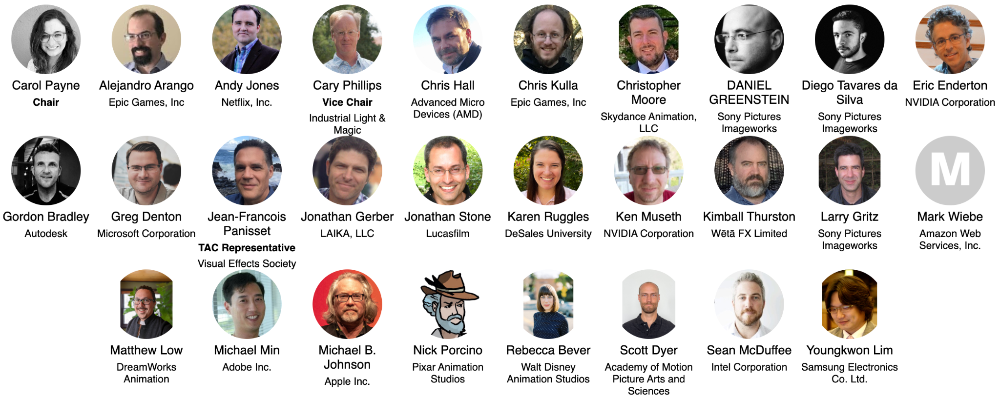 Carol Payne
Chair
Alejandro Arango
Epic Games, Inc
Andy Jones
Netflix, Inc.
Cary Phillips
Vice Chair
Industrial Light &
Magic
Chris Hall
Advanced Micro
Devices (AMD)
Chris Kulla
Epic Games, Inc
Christopher
Moore
Skydance Animation,
LLC
DANIEL
GREENSTEIN
Sony Pictures
Imageworks
Diego Tavares da
Silva
Sony Pictures
Imageworks
Eric Enderton
NVIDIA Corporation
Gordon Bradley
Autodesk
Greg Denton
Microsoft Corporation
Jean-Francois
Panisset
TAC Representative
Visual Effects Society
Jonathan Gerber
LAIKA, LLC
Jonathan Stone
Lucasfilm
Karen Ruggles
DeSales University
Ken Museth
NVIDIA Corporation
Kimball Thurston
Wētā FX Limited
Larry Gritz
Sony Pictures
Imageworks
M
Mark Wiebe
Amazon Web
Services, Inc.
Matthew Low
DreamWorks
Animation
Michael Min
Adobe Inc.
Michael B.
Johnson
Apple Inc.
Nick Porcino
Pixar Animation
Studios
Rebecca Bever
Walt Disney
Animation Studios
Scott Dyer
Academy of Motion
Picture Arts and
Sciences
Sean McDuffee
Intel Corporation
Youngkwon Lim
Samsung Electronics
Co. Ltd.